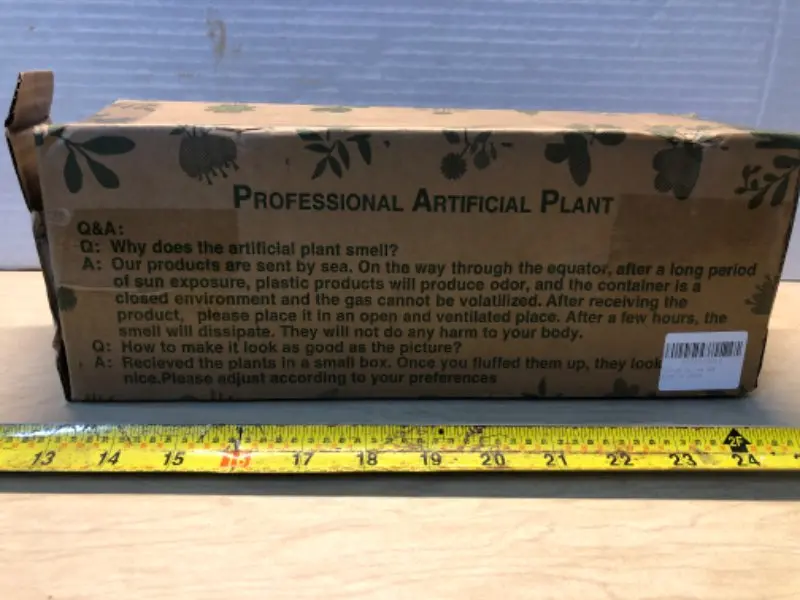 PROFESSIONAL ARTIFICIAL PLANT
Q&A:
Q: Why does the artificial plant smell?
A: Our products are sent by sea. On the way through the equator, after a long period
of sun exposure, plastic products will produce odor, and the container is a
closed environment and the gas cannot be volatilized. After receiving the
product, please place it in an open and ventilated place. After a few hours, the
smell will dissipate. They will not do any harm to your body.
Q: How to make it look as good as the picture?
A: Recieved the plants in a small box. Once you fluffed them up, they look
nice.Please adjust according to your preferences
2F
13 14 15 16 17 18 19 20 21 22 23 24